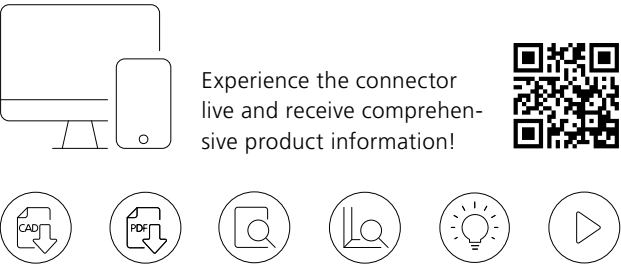 Experience the connector
live and receive comprehen-
sive product information!
CAD
PDF